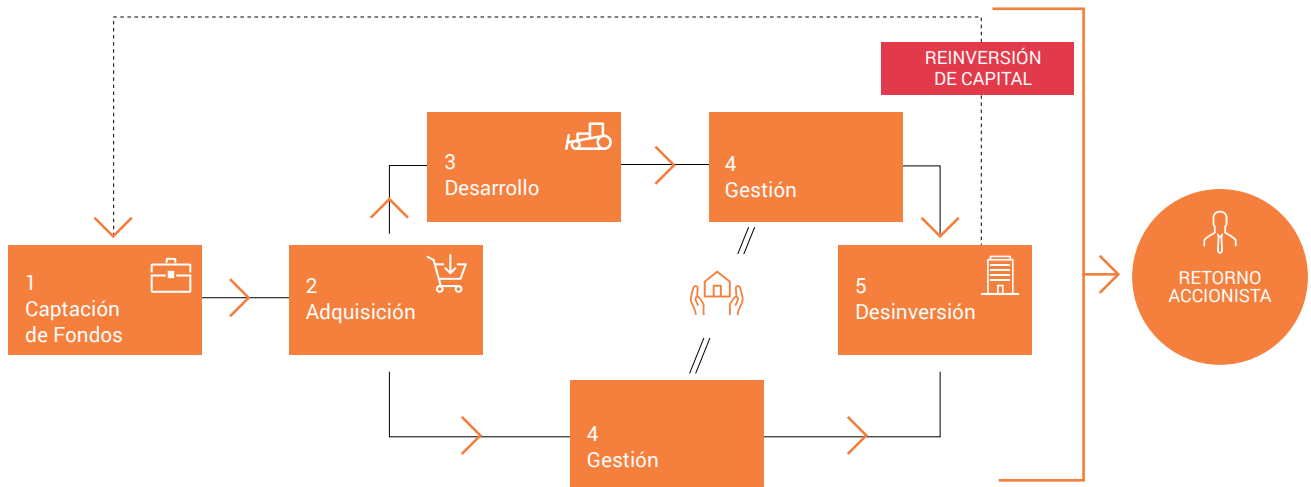 REINVERSIÓN
DE CAPITAL
3
Desarrollo
4
Gestión
1
Captación
de Fondos
2
Adquisición
5
Desinversión
RETORNO
ACCIONISTA
4
Gestión